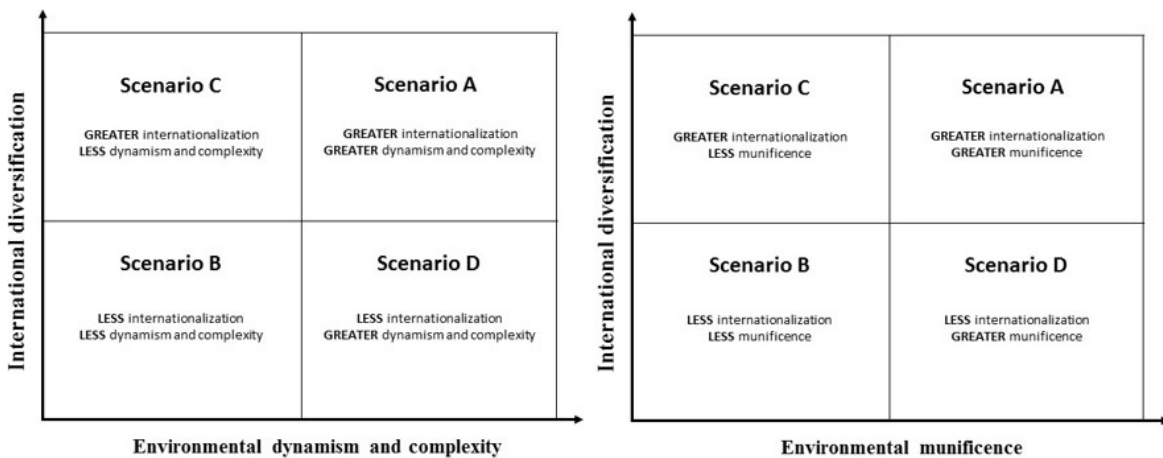 International diversification
Scenario C
GREATER internationalization
LESS dynamism and complexity
Scenario A
GREATER internationalization
GREATER dynamism and complexity
Scenario B
LESS internationalization
LESS dynamism and complexity
Scenario D
LESS internationalization
GREATER dynamism and complexity
Environmental dynamism and complexity
International diversification
Scenario C
GREATER internationalization
LESS munificence
Scenario A
GREATER internationalization
GREATER munificence
Scenario B
LESS internationalization
LESS munificence
Scenario D
LESS internationalization
GREATER munificence
Environmental munificence